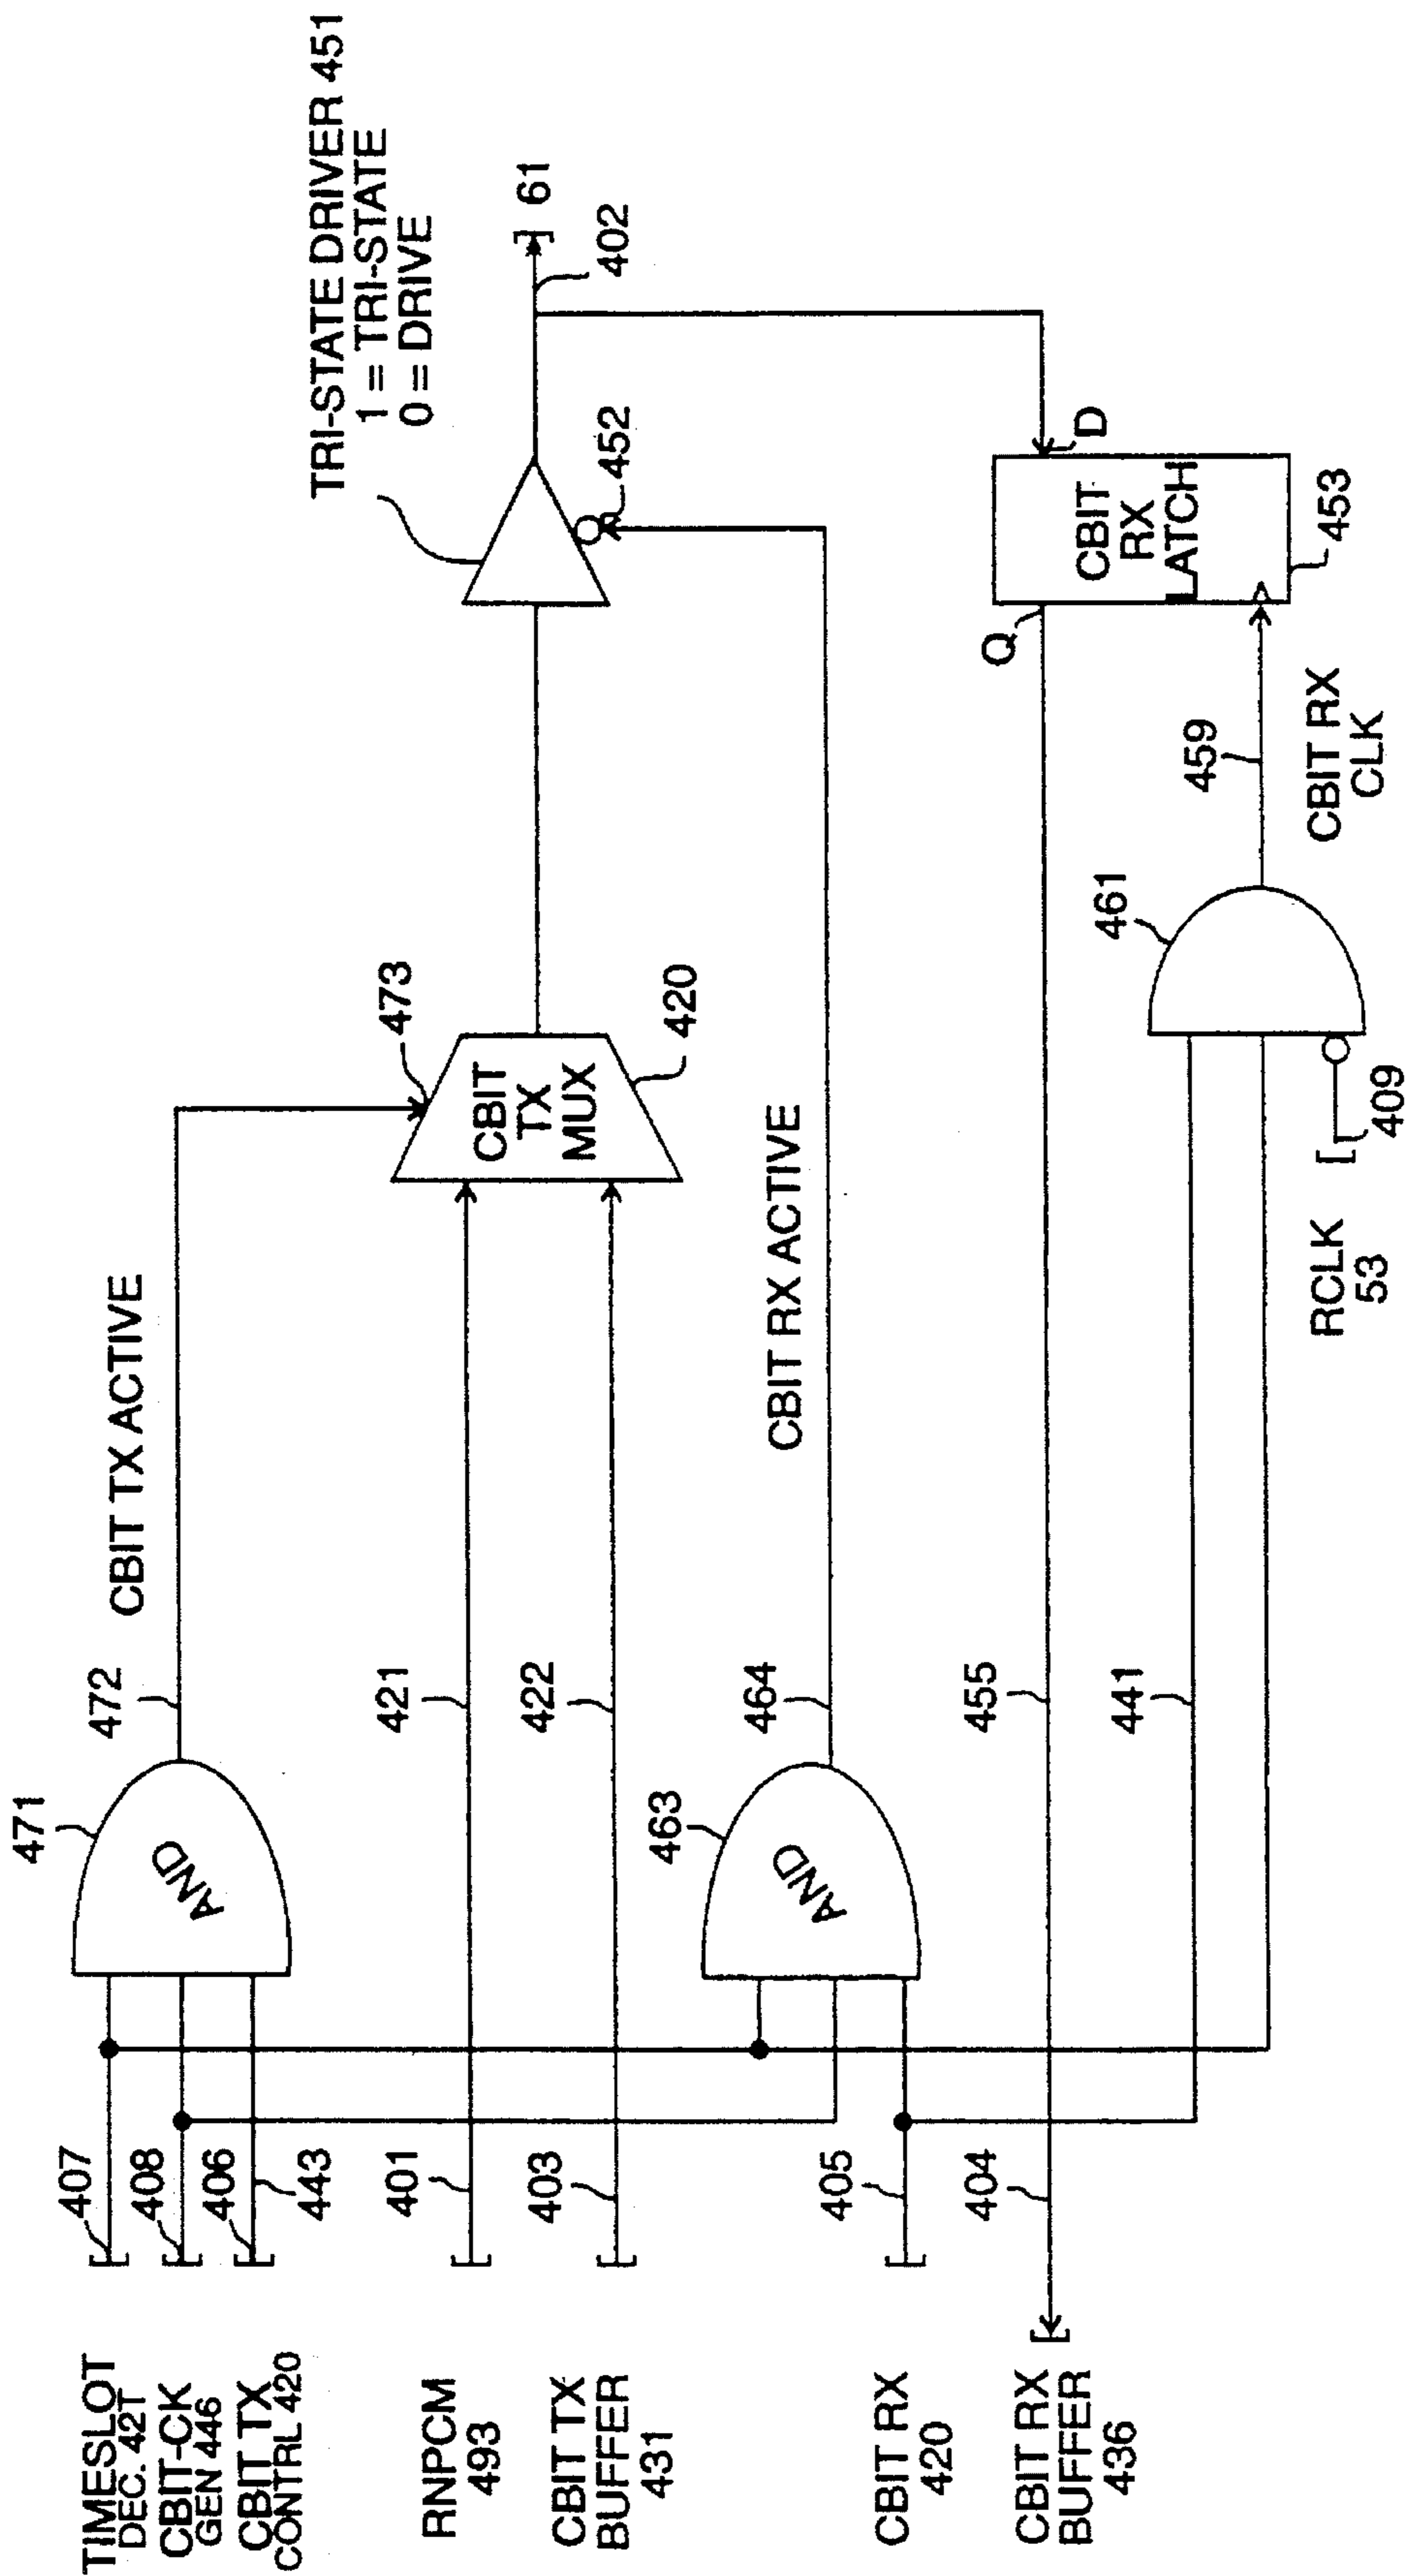 TIMESLOT
DEC. 42T
CBIT-CK
GEN 446
CBIT TX
CONTRL 420
RNPCM
493
CBIT TX
BUFFER
431
CBIT RX
420
CBIT RX
BUFFER
436
407
408
406
443
401
403
405
404
471
AND
472
CBIT TX ACTIVE
421
422
463
AND
464
CBIT RX ACTIVE
455
441
473
CBIT
TX
MUX
420
RCLK
53
409
461
459
CBIT RX
CLK
TRI-STATE DRIVER 451
1 = TRI-STATE
0 = DRIVE
452
61
402
Q
D
CBIT
RX
LATCH
453